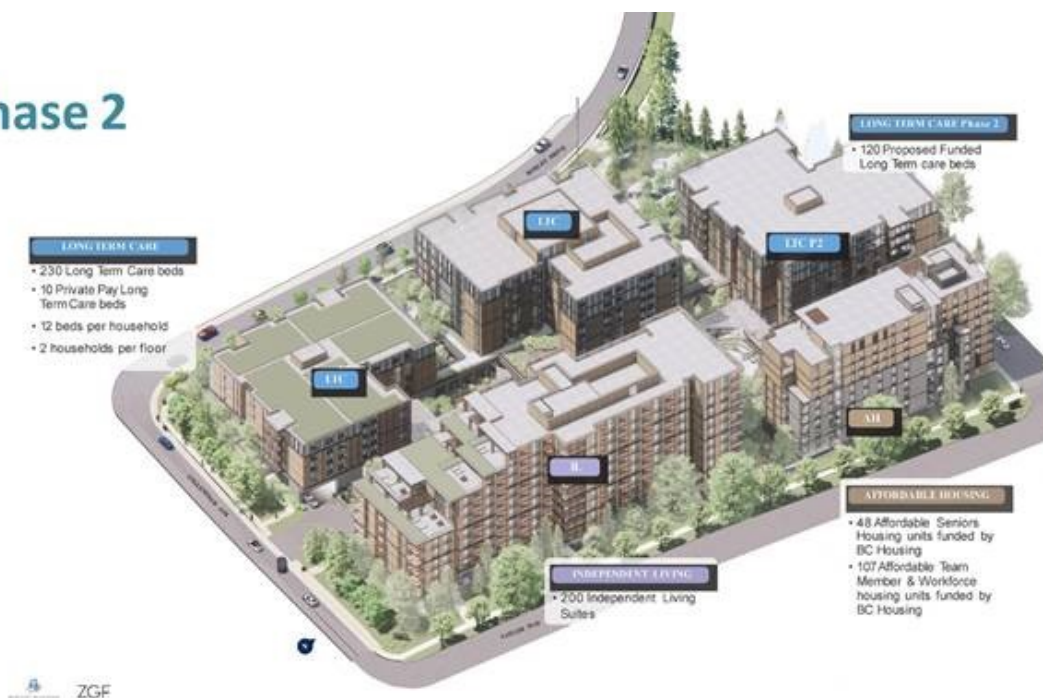 hase 2
LONG TERM CARE Phase 2
• 120 Proposed Funded
Long Term care beds
LTC
LTC P2
LONG TERM CARE
• 230 Long Term Care beds
• 10 Private Pay Long
Term Care beds
• 12 beds per household
• 2 households per floor
LTC
AH
IL
AFFORDABLE HOUSING
• 48 Affordable Seniors
Housing units funded by
BC Housing
• 107 Affordable Team
Member & Workforce
housing units funded by
BC Housing
INDEPENDENT LIVING
• 200 Independent Living
Suites
ZGF